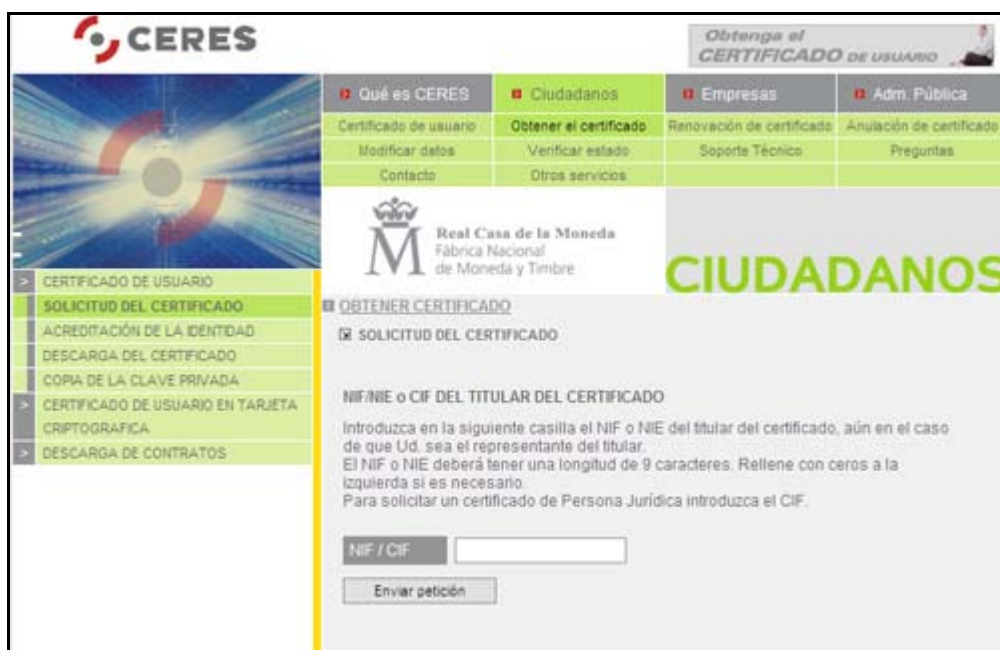 CERES
Obtenga el
CERTIFICADO DE USUARIO
Qué es CERES
Ciudadanos
Empresas
Adm. Pública
Certificado de usuario
Obtener el certificado
Renovación de certificado
Anulación de certificado
Modificar datos
Verificar estado
Soporte Técnico
Preguntas
Contacto
Otros servicios
Real Casa de la Moneda
Fábrica Nacional
de Moneda y Timbre
CIUDADANOS
> CERTIFICADO DE USUARIO
SOLICITUD DEL CERTIFICADO
ACREDITACIÓN DE LA IDENTIDAD
DESCARGA DEL CERTIFICADO
COPIA DE LA CLAVE PRIVADA
> CERTIFICADO DE USUARIO EN TARJETA
CRIPTOGRAFICA
> DESCARGA DE CONTRATOS
OBTENER CERTIFICADO
SOLICITUD DEL CERTIFICADO
NIF/NIE o CIF DEL TITULAR DEL CERTIFICADO
Introduzca en la siguiente casilla el NIF o NIE del titular del certificado, aún en el caso
de que Ud. sea el representante del titular.
El NIF o NIE deberá tener una longitud de 9 caracteres. Rellene con ceros a la
izquierda si es necesario.
Para solicitar un certificado de Persona Jurídica introduzca el CIF.
NIF / CIF
Enviar petición